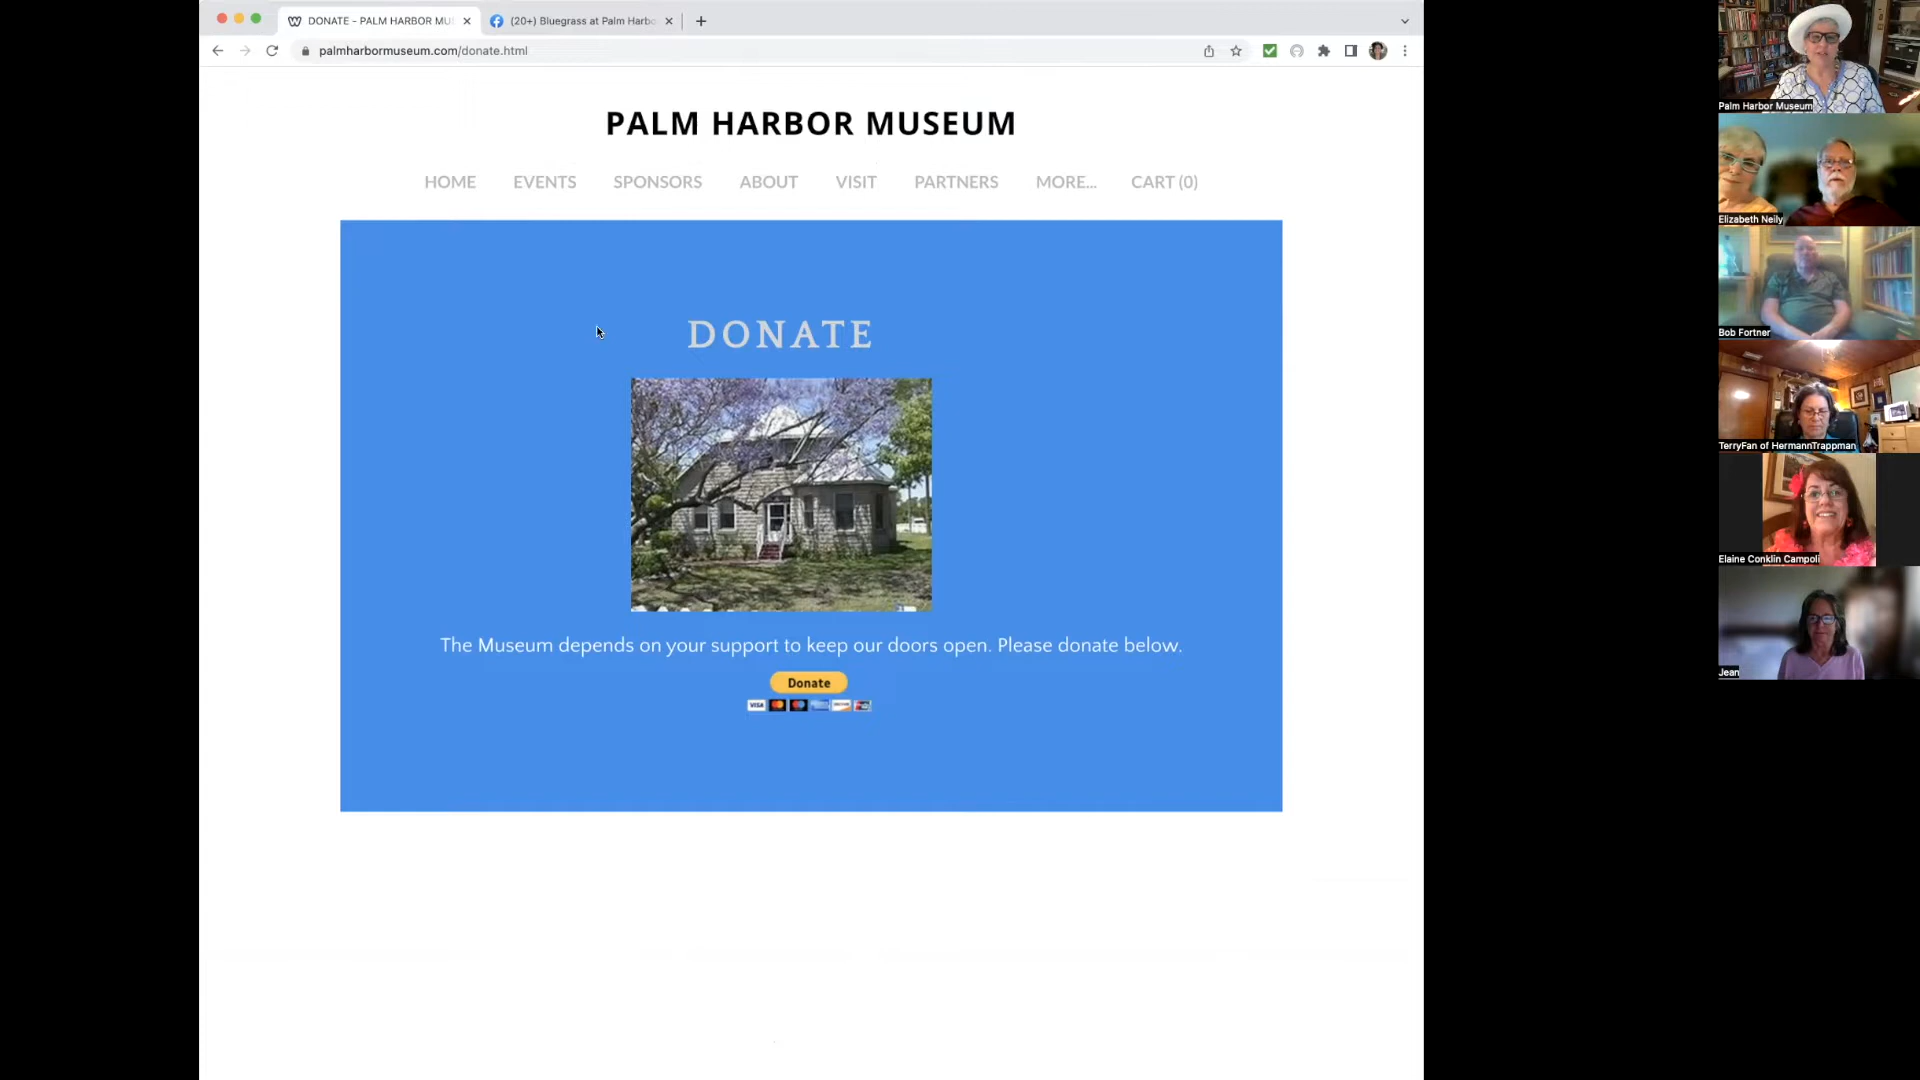 DONATE - PALM HARBOR MU
(20+) Bluegrass at Palm Harbo
palmharbormuseum.com/donate.html
PALM HARBOR MUSEUM
HOME EVENTS SPONSORS ABOUT VISIT PARTNERS MORE... CART (0)
DONATE
The Museum depends on your support to keep our doors open. Please donate below.
Donate
VISA
Palm Harbor Museum
Elizabeth Neily
Bob Fortner
TerryFan of HermannTrappman
Elaine Conklin Campoli
Jean